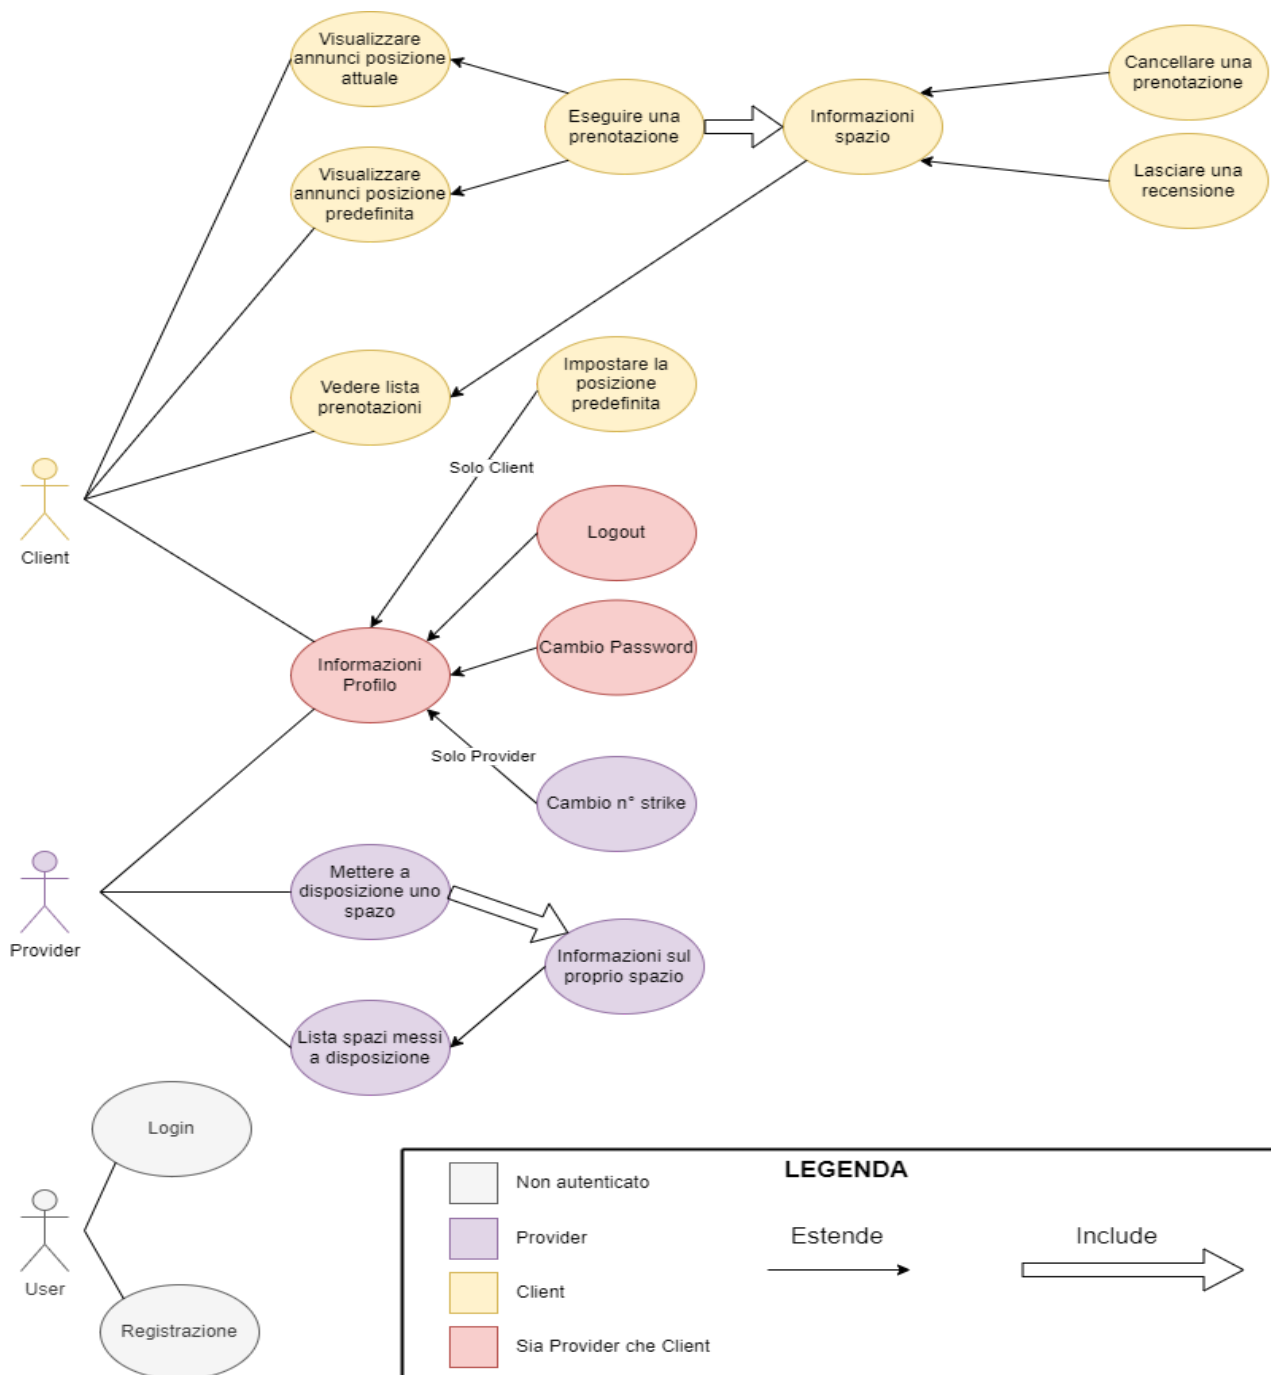 Visualizzare
annunci posizione
attuale
Eseguire una
prenotazione
Informazioni
spazio
Cancellare una
prenotazione
Lasciare una
recensione
Visualizzare
annunci posizione
predefinita
Vedere lista
prenotazioni
Impostare la
posizione
predefinita
Solo Client
Client
Logout
Cambio Password
Informazioni
Profilo
Solo Provider
Cambio n° strike
Mettere a
disposizione uno
spazo
Provider
Informazioni sul
proprio spazio
Lista spazi messi
a disposizione
Login
User
Registrazione
LEGENDA
Non autenticato
Provider
Client
Sia Provider che Client
Estende
Include